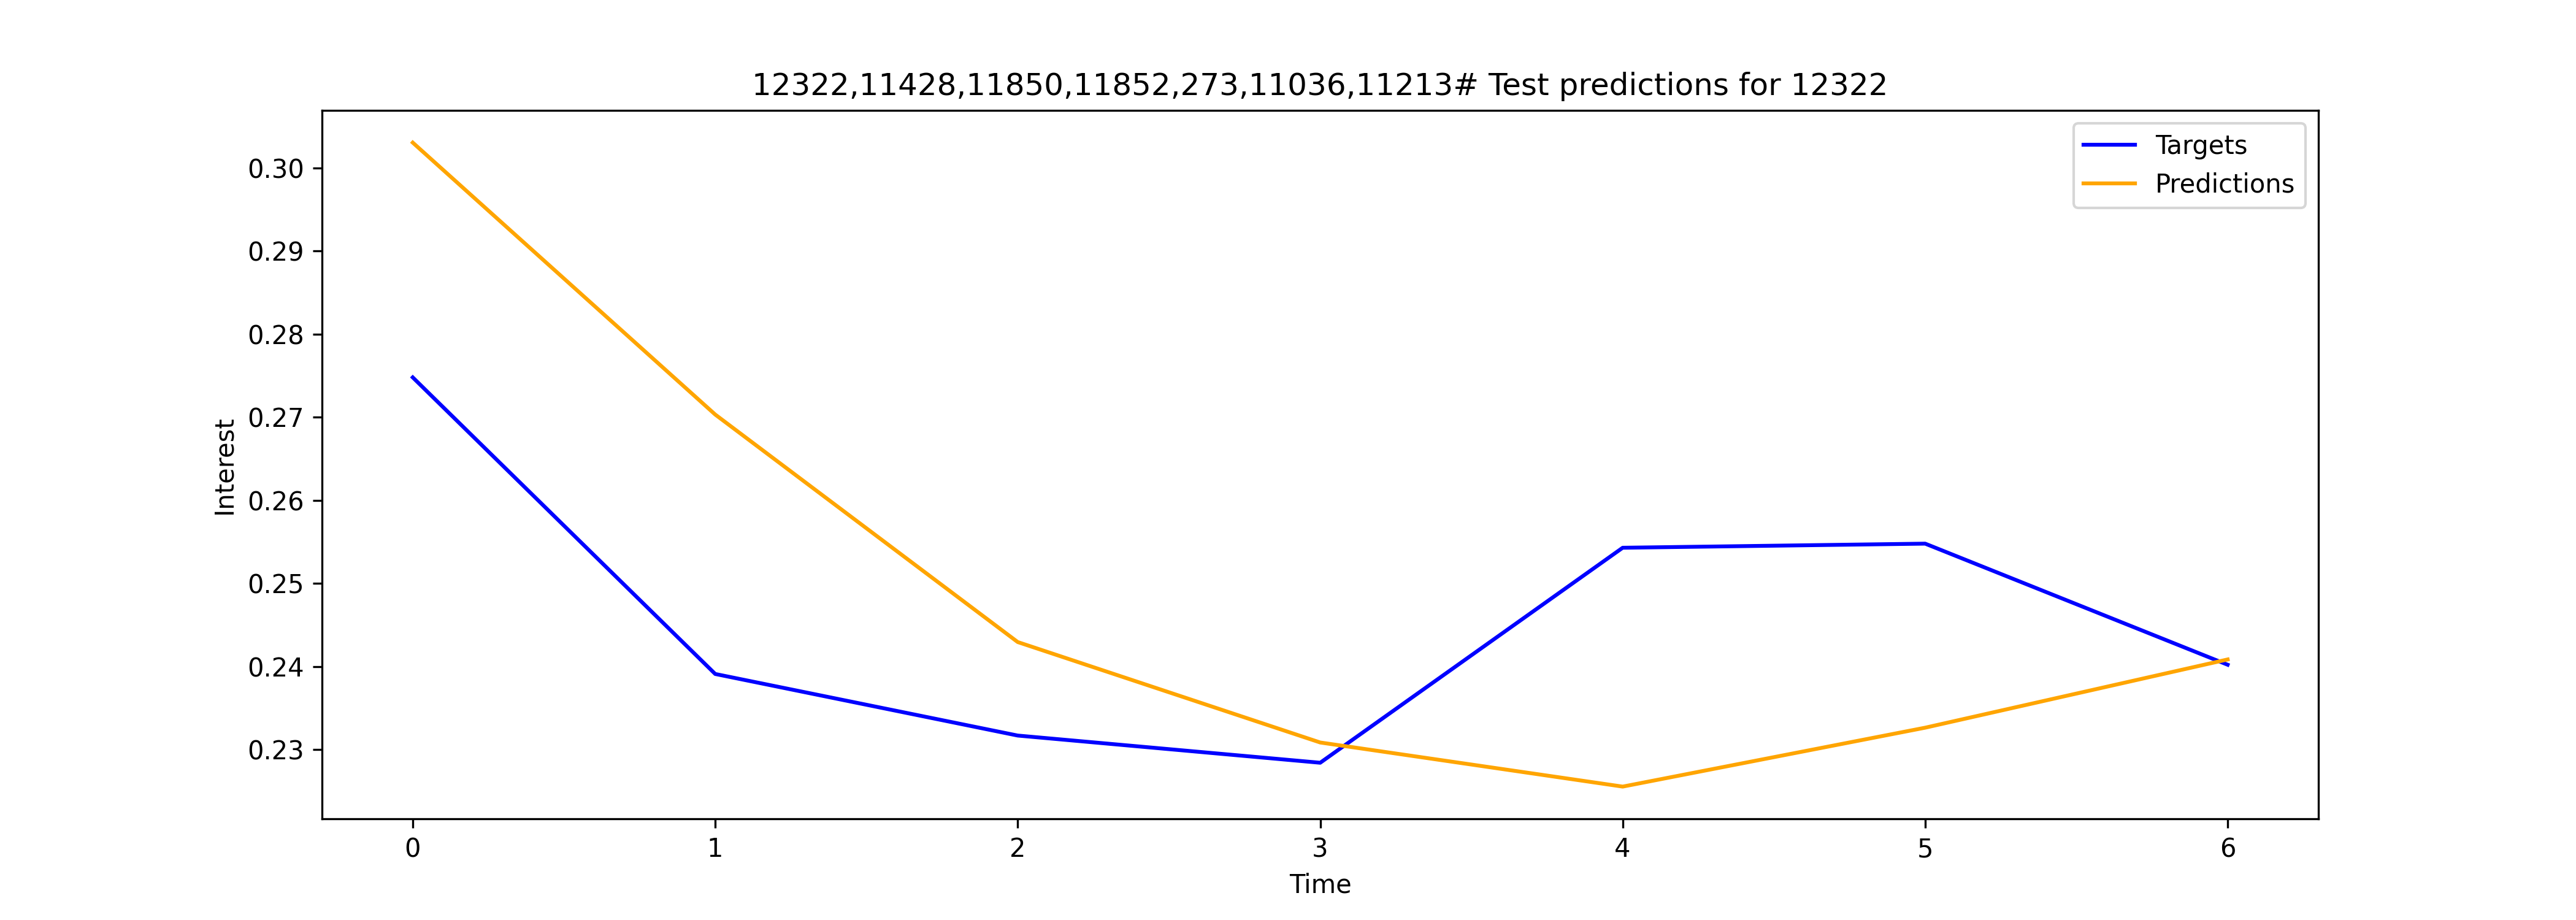 12322,11428,11850,11852,273,11036,11213# Test predictions for 12322
Targets
Predictions
0.30
0.29
0.28
0.27
0.26
0.25
0.24
0.23
Interest
0 1 2 3 4 5 6
Time